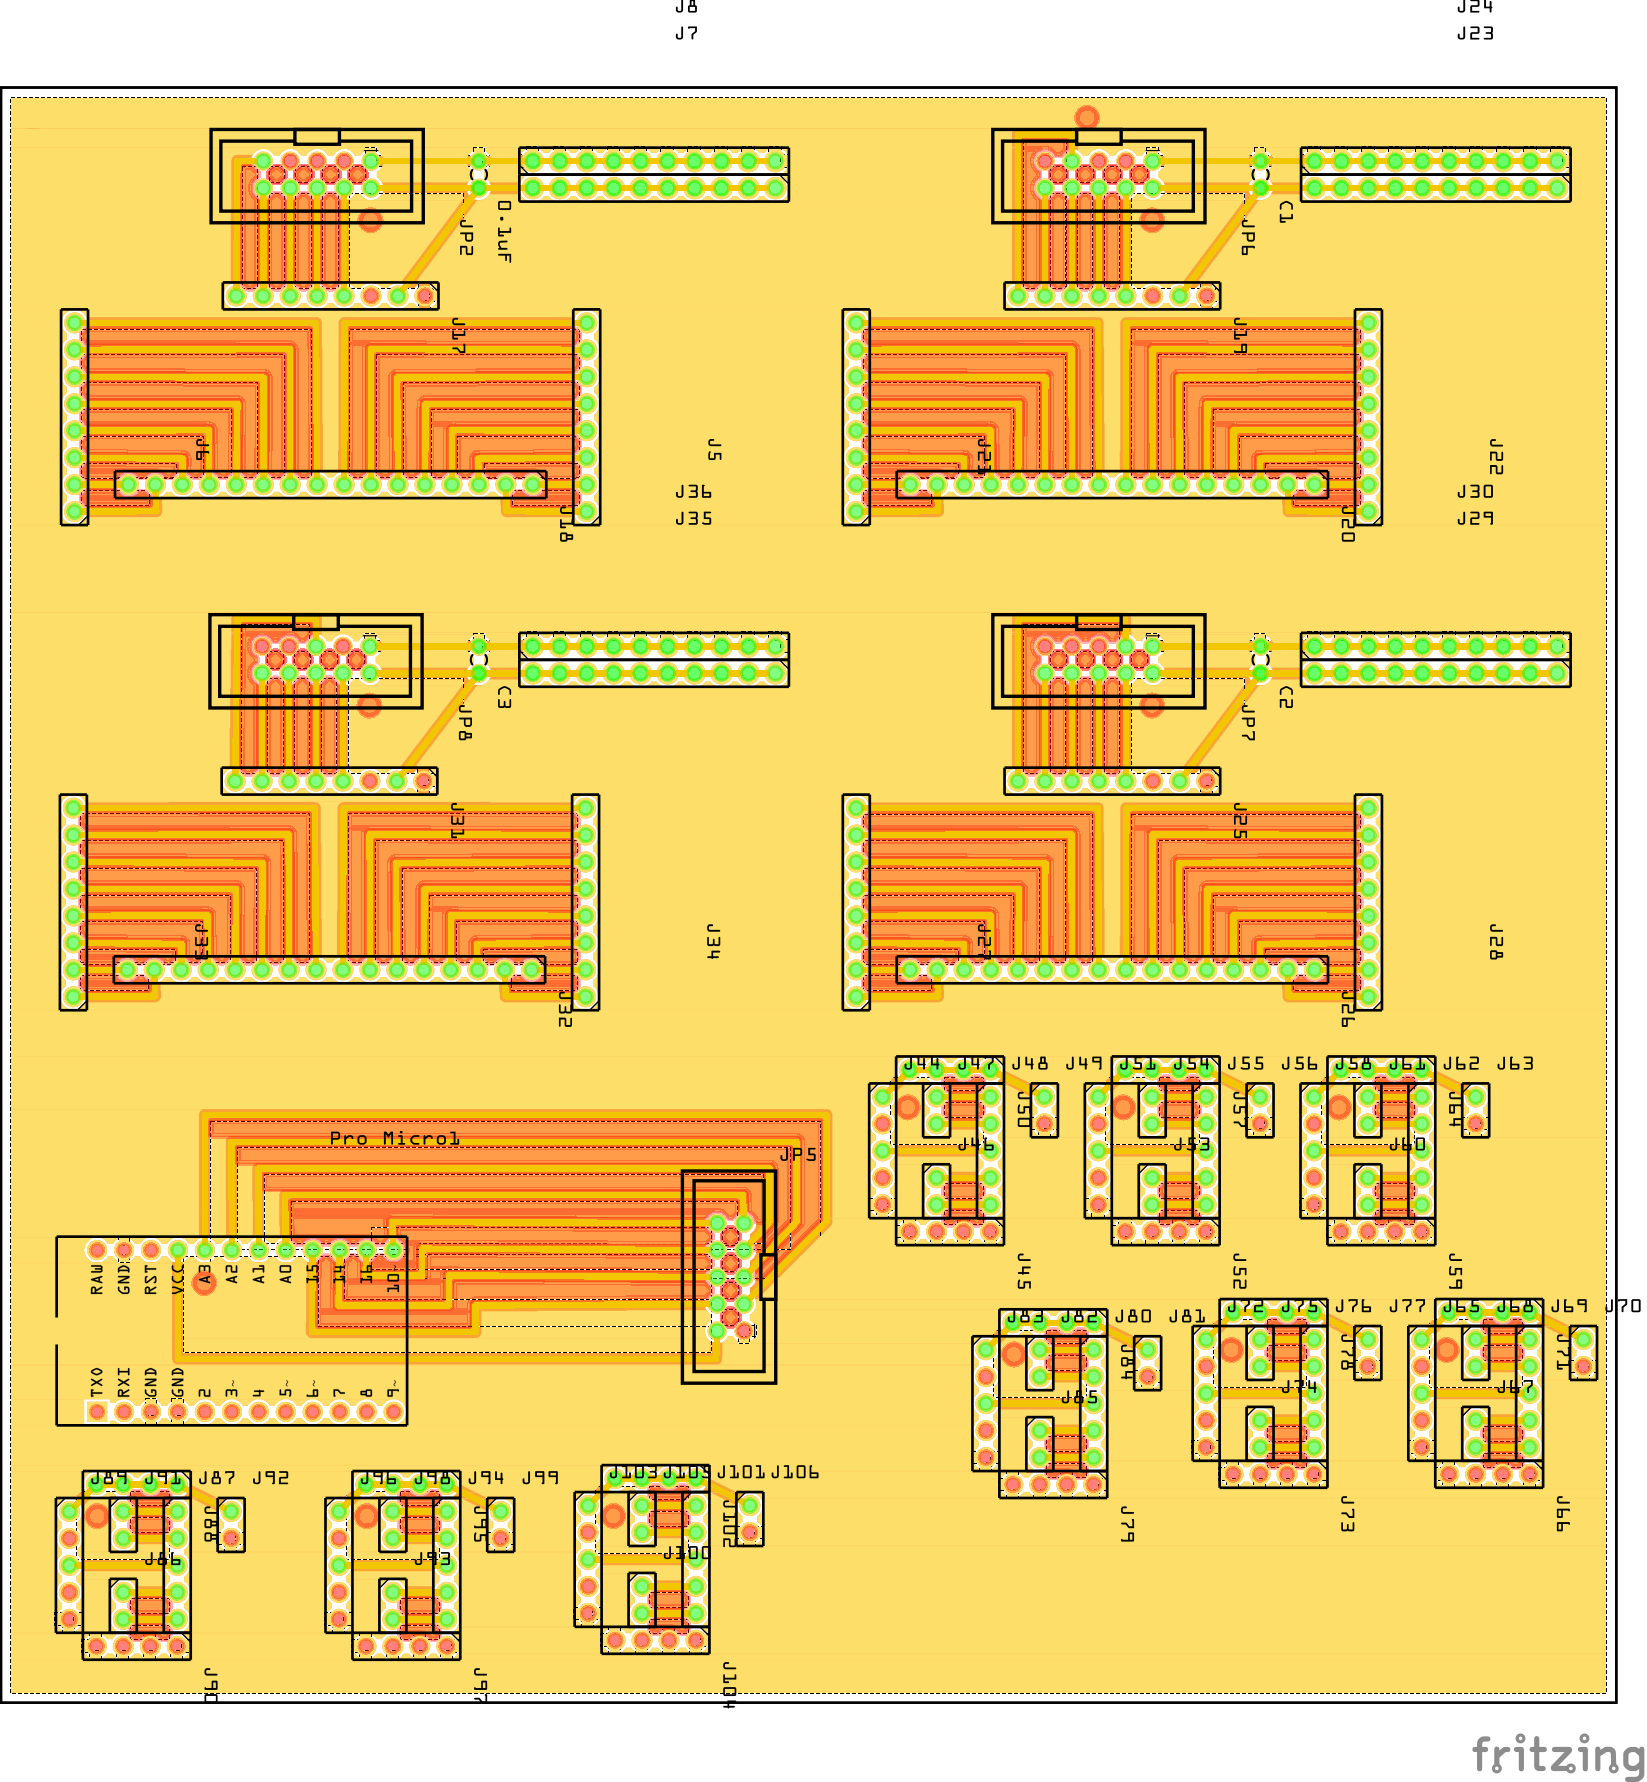 J8 J24
J7 J23
0.1uF C1
JP2 JP6
J17 J19
J6 J5 J21 J22
J36 J30
J35 J29
J18 J20
C3 C2
JP8 JP7
J31 J25
J33 J34 J27 J28
J32 J26
J44 J47 J48 J49 J51 J54 J55 J56 J58 J61 J62 J63
J50 J57 J64
Pro Micro1
J46 J53 J60
JP5
RAW GND RST VCC A3 A2 A1 A0 15 14 16 10~
J45 J52 J59
J83 J82 J80 J81 J72 J75 J76 J77 J65 J68 J69 J70
J84 J78 J71
TXO RXI GND GND 2 3~ 4 5~ 6~ 7 8 9~
J85 J74 J67
J89 J91 J87 J92 J96 J98 J94 J99 J103 J105 J101 J106
J88 J95 J102 J79 J73 J66
J86 J93 J100
J90 J97 J104
fritzing